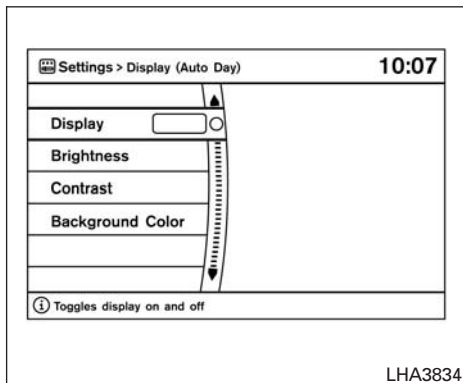 Settings > Display (Auto Day) 10:07
Display
Brightness
Contrast
Background Color
i Toggles display on and off
LHA3834